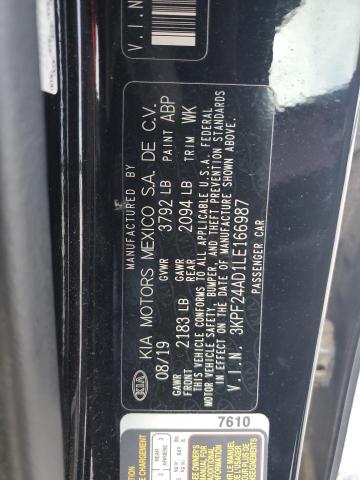 V.I.N
KIA
MANUFACTURED BY
KIA MOTORS MEXICO S.A. DE C.V.
08/19 GVWR 3792 LB PAINT ABP
GAWR FRONT 2183 LB GAWR REAR 2094 LB TRIM WK
THIS VEHICLE CONFORMS TO ALL APPLICABLE U.S.A. FEDERAL
MOTOR VEHICLE SAFETY, BUMPER, AND THEFT PREVENTION STANDARDS
IN EFFECT ON THE DATE OF MANUFACTURE SHOWN ABOVE.
V.I.N. 3KPF24AD1LE166987
PASSENGER CAR
7610
REAR 3